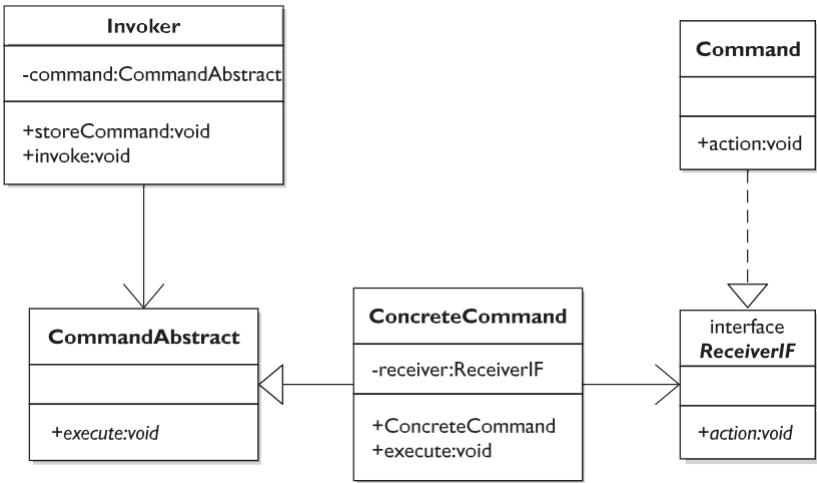 Invoker
-command:CommandAbstract
+storeCommand:void
+invoke:void
Command
+action:void
CommandAbstract
+execute:void
ConcreteCommand
-receiver:ReceiverIF
+ConcreteCommand
+execute:void
interface
ReceiverIF
+action:void